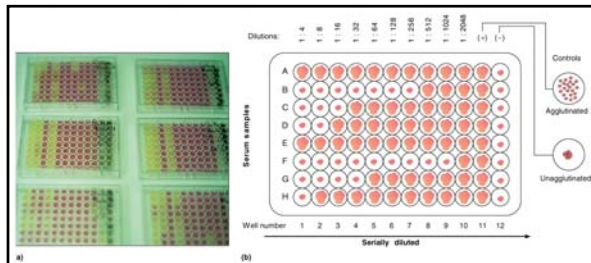 Dilutions:
1 : 4
1 : 8
1 : 16
1 : 32
1 : 64
1 : 128
1 : 256
1 : 512
1 : 1024
1 : 2048
(+)
(−)
Controls
Agglutinated
Unagglutinated
Serum samples
A
B
C
D
E
F
G
H
Well number 1 2 3 4 5 6 7 8 9 10 11 12
Serially diluted
a)
(b)